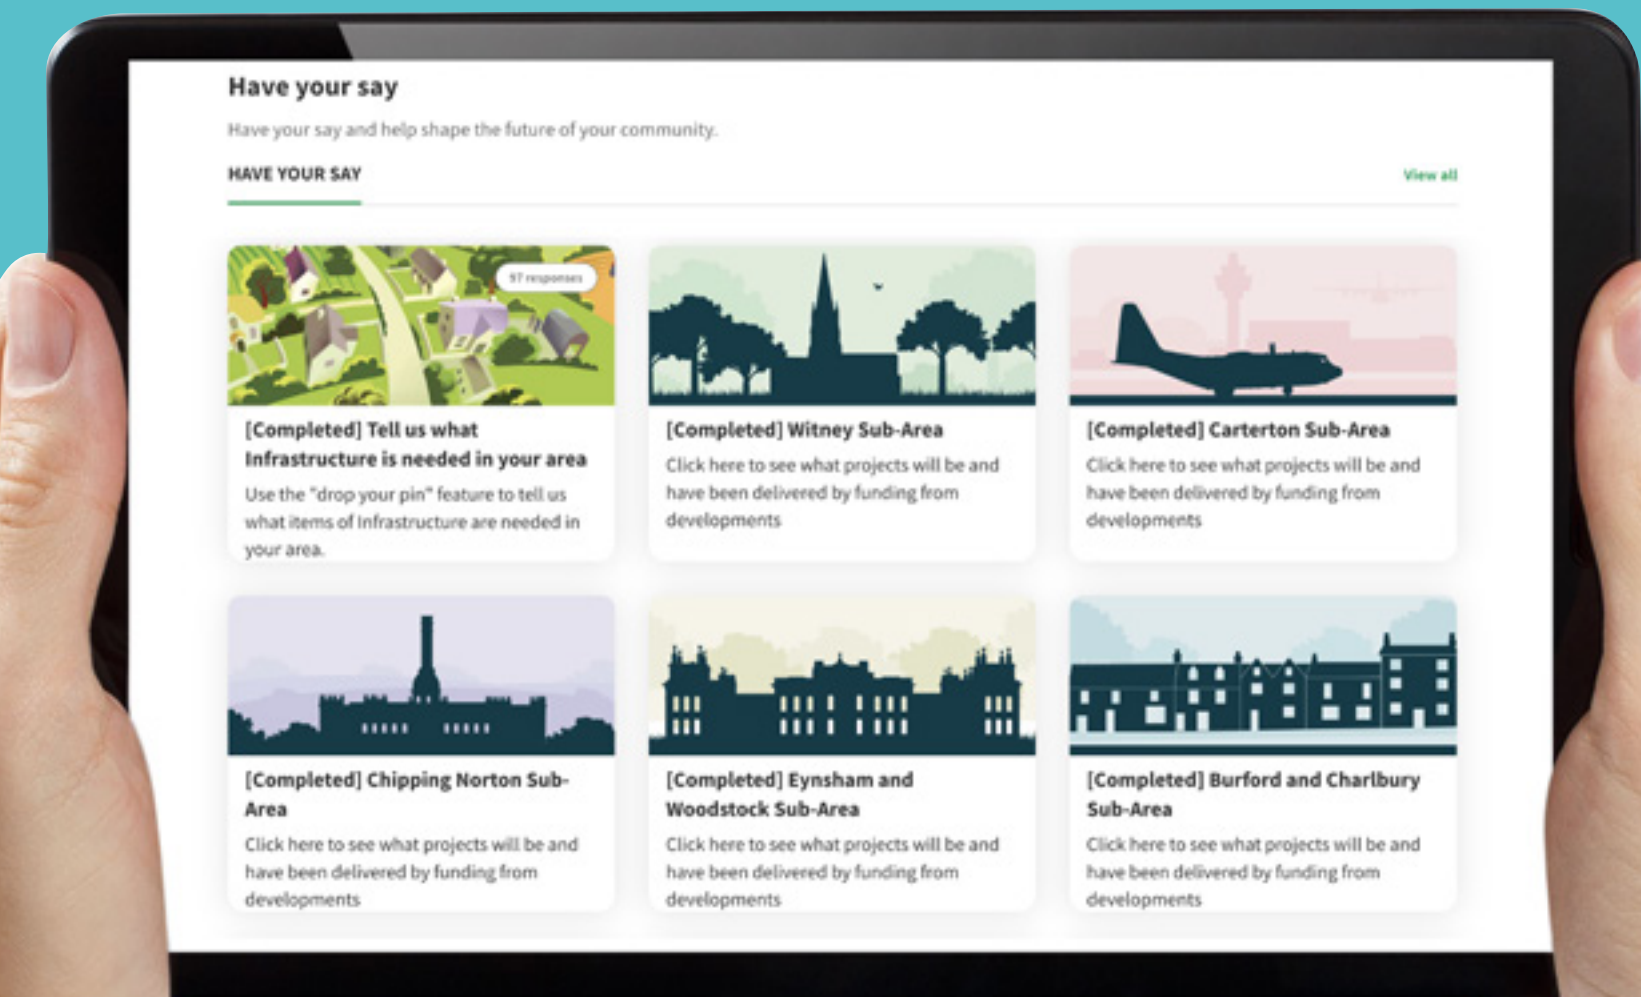 Have your say
Have your say and help shape the future of your community.
HAVE YOUR SAY
View all
97 responses
[Completed] Tell us what
Infrastructure is needed in your area
Use the "drop your pin" feature to tell us
what items of Infrastructure are needed in
your area.
[Completed] Witney Sub-Area
Click here to see what projects will be and
have been delivered by funding from
developments
[Completed] Carterton Sub-Area
Click here to see what projects will be and
have been delivered by funding from
developments
[Completed] Chipping Norton Sub-
Area
Click here to see what projects will be and
have been delivered by funding from
developments
[Completed] Eynsham and
Woodstock Sub-Area
Click here to see what projects will be and
have been delivered by funding from
developments
[Completed] Burford and Charlbury
Sub-Area
Click here to see what projects will be and
have been delivered by funding from
developments